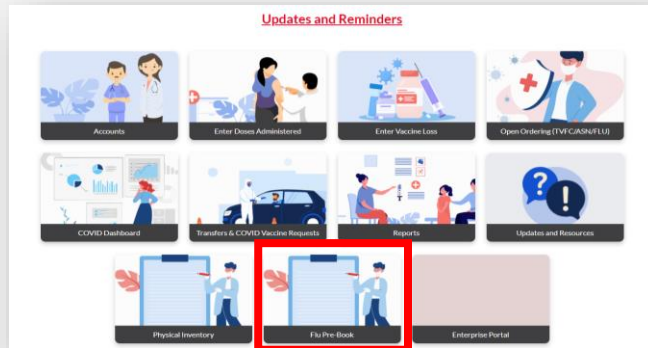 Updates and Reminders
Accounts
Enter Doses Administered
Enter Vaccine Loss
Open Ordering (TVFC/ASN/FLU)
COVID Dashboard
Transfers & COVID Vaccine Requests
Reports
Updates and Resources
Physical Inventory
Flu Pre-Book
Enterprise Portal